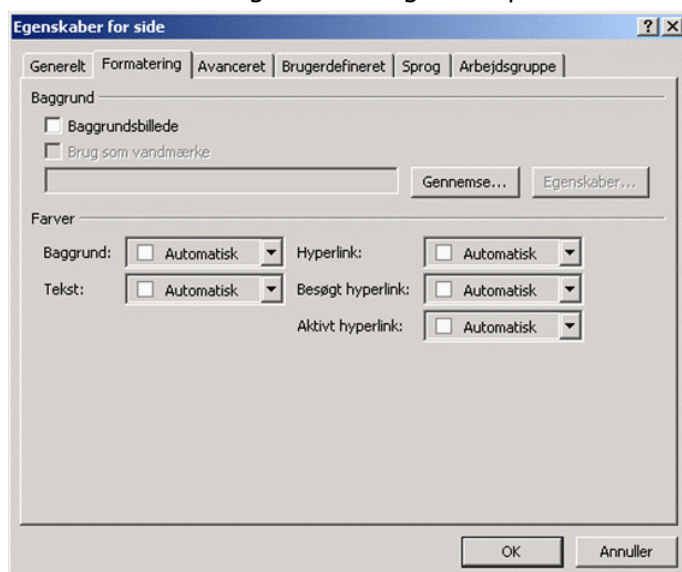 Egenskaber for side
Generelt Formatering Avanceret Brugerdefineret Sprog Arbejdsgruppe
Baggrund
Baggrundsbillede
Brug som vandmærke
Gennemse... Egenskaber...
Farver
Baggrund: Automatisk Hyperlink: Automatisk
Tekst: Automatisk Besøgt hyperlink: Automatisk
Aktivt hyperlink: Automatisk
OK Annuller